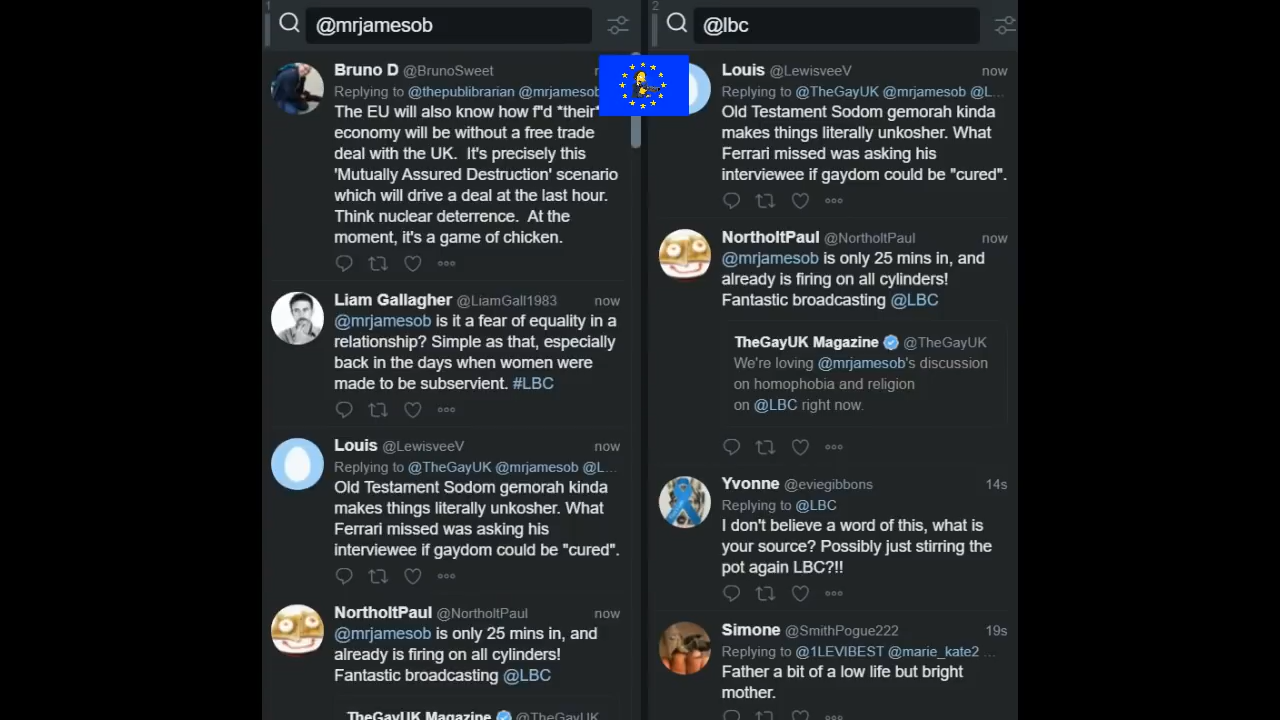 1
@mrjamesob
Bruno D @BrunoSweet
Replying to @thepublibrarian @mrjamesob
The EU will also know how f"d *their*
economy will be without a free trade
deal with the UK.  It's precisely this
'Mutually Assured Destruction' scenario
which will drive a deal at the last hour.
Think nuclear deterrence.  At the
moment, it's a game of chicken.
Liam Gallagher @LiamGall1983 now
@mrjamesob is it a fear of equality in a
relationship? Simple as that, especially
back in the days when women were
made to be subservient. #LBC
Louis @LewisveeV now
Replying to @TheGayUK @mrjamesob @L...
Old Testament Sodom gemorah kinda
makes things literally unkosher. What
Ferrari missed was asking his
interviewee if gaydom could be "cured".
NortholtPaul @NortholtPaul now
@mrjamesob is only 25 mins in, and
already is firing on all cylinders!
Fantastic broadcasting @LBC
TheGayUK Magazine @TheGayUK
2
@lbc
Louis @LewisveeV now
Replying to @TheGayUK @mrjamesob @L...
Old Testament Sodom gemorah kinda
makes things literally unkosher. What
Ferrari missed was asking his
interviewee if gaydom could be "cured".
NortholtPaul @NortholtPaul now
@mrjamesob is only 25 mins in, and
already is firing on all cylinders!
Fantastic broadcasting @LBC
TheGayUK Magazine @TheGayUK
We're loving @mrjamesob's discussion
on homophobia and religion
on @LBC right now.
Yvonne @eviegibbons 14s
Replying to @LBC
I don't believe a word of this, what is
your source? Possibly just stirring the
pot again LBC?!!
Simone @SmithPogue222 19s
Replying to @1LEVIBEST @marie_kate2 ...
Father a bit of a low life but bright
mother.